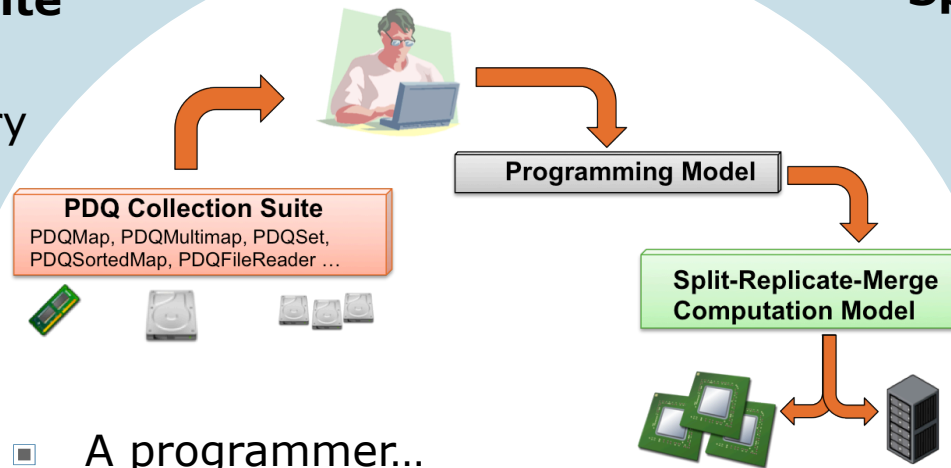 PDQ Collection Suite
PDQMap, PDQMultimap, PDQSet,
PDQSortedMap, PDQFileReader …
Programming Model
Split-Replicate-Merge
Computation Model
A programmer…